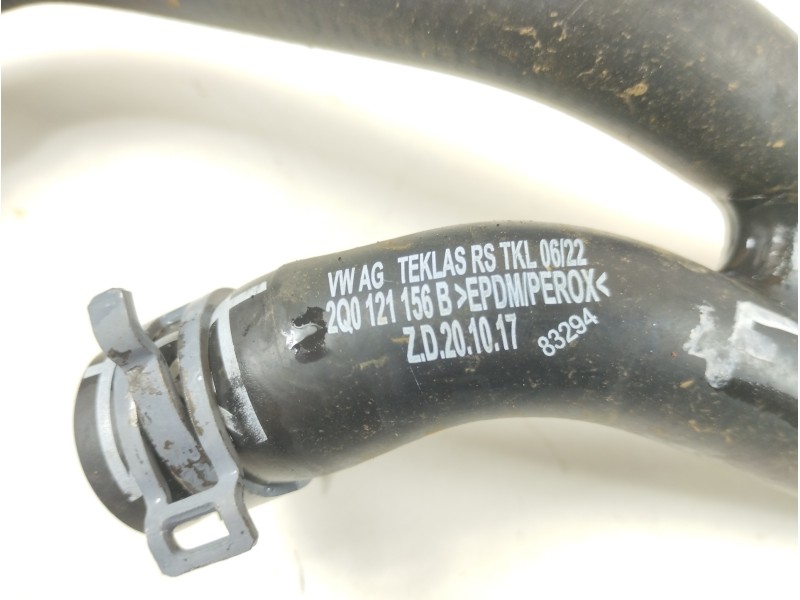 VW AG TEKLAS RS TKL 06/22
2Q0 121 156 B >EPDM/PEROX<
Z.D.20.10.17 83294